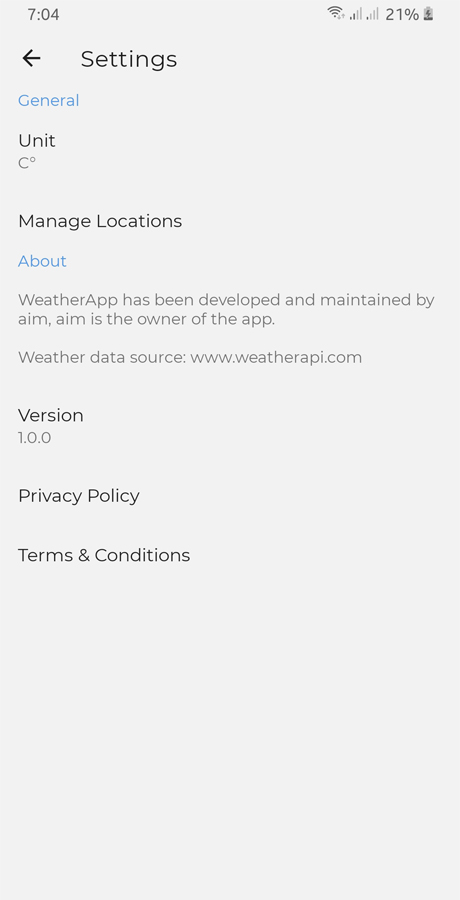 7:04
21%
Settings
General
Unit
C°
Manage Locations
About
WeatherApp has been developed and maintained by
aim, aim is the owner of the app.
Weather data source: www.weatherapi.com
Version
1.0.0
Privacy Policy
Terms & Conditions